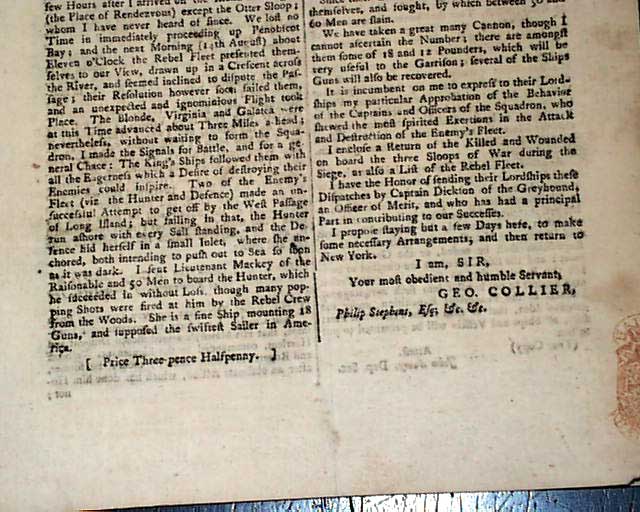 few Hours after I arrived on the
(the Place of Rendezvous) except the Otter Sloop;
whom I have never heard of since. We lost no
Time in immediately proceeding up Penobscot
Bay; and the next Morning (14th August) about
Eleven o'Clock the Rebel Fleet presented them-
selves to our View, drawn up in a Crescent across
the River, and seemed inclined to dispute the Pas-
sage; their Resolution however soon failed them,
and an unexpected and ignominious Flight took
Place. The Blonde, Virginia and Galatea were
at this Time advanced about Three Miles a-head;
nevertheless, without waiting to form the Squa-
dron, I made the Signals for Battle, and for a ge-
neral Chace: The King's Ships followed them with
all the Eagerness which a Desire of destroying their
Enemies could inspire. Two of the Enemy's
Fleet (viz. the Hunter and Defence) made an un-
successful Attempt to get off by the West Passage
of Long Island; but failing in that, the Hunter
run ashore with every Sail standing, and the De-
fence hid herself in a small Inlet, where she an-
chored, both intending to push out to Sea so soon
as it was dark. I sent Lieutenant Mackey of the
Raisonable and 50 Men to board the Hunter, which
he succeeded in without Loss, though many pop-
ping Shots were fired at him by the Rebel Crew
from the Woods. She is a fine Ship mounting 18
Guns, and supposed the swiftest Sailer in Ame-
rica.
[ Price Three-pence Halfpenny. ]
themselves, and fought, by which between 50 and
60 Men are slain.
We have taken a great many Cannon, though I
cannot ascertain the Number; there are amongst
them some of 18 and 12 Pounders, which will be
very useful to the Garrison; several of the Ships
Guns will also be recovered.
It is incumbent on me to express to their Lord-
ships my particular Approbation of the Behavior
of the Captains and Officers of the Squadron, who
shewed the most spirited Exertions in the Attack
and Destruction of the Enemy's Fleet.
I enclose a Return of the Killed and Wounded
on board the three Sloops of War during the
Siege, as also a List of the Rebel Fleet.
I have the Honor of sending their Lordships these
Dispatches by Captain Dickson of the Greyhound,
an Officer of Merit, and who has had a principal
Part in contributing to our Successes.
I propose staying but a few Days here, to make
some necessary Arrangements, and then return to
New York.
I am, SIR,
Your most obedient and humble Servant,
GEO. COLLIER,
Philip Stephens, Esq; &c. &c.